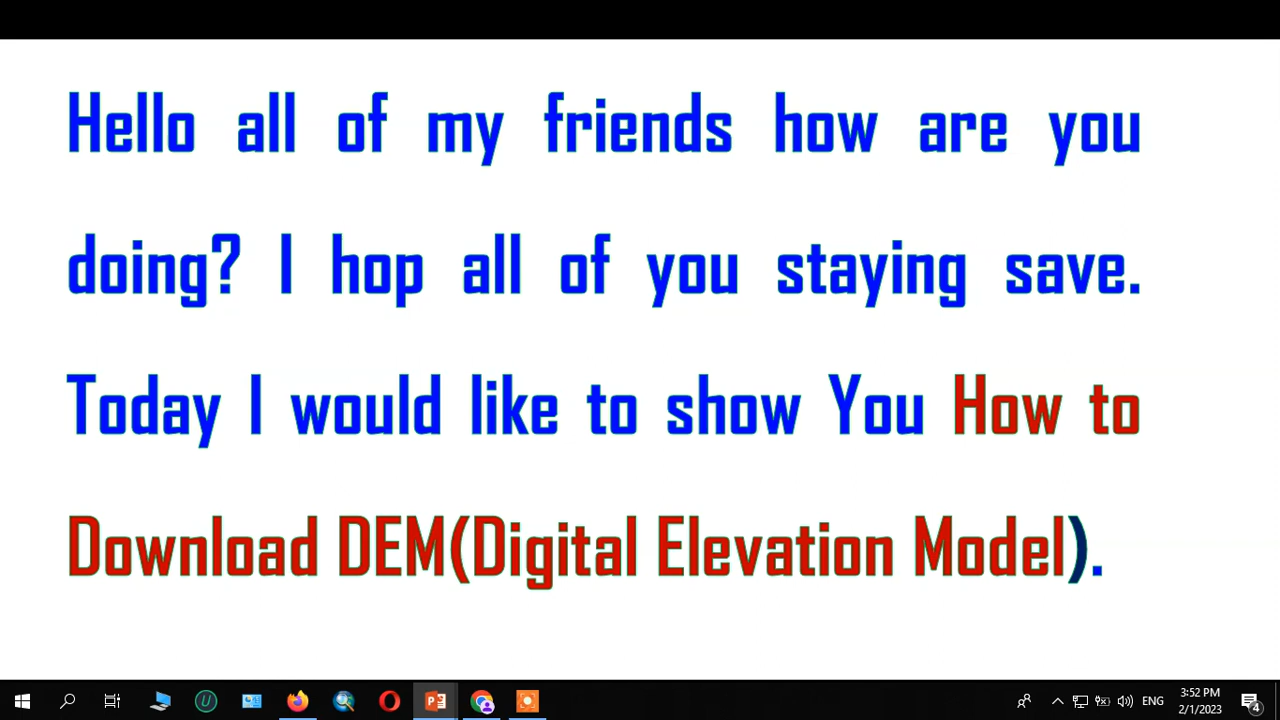 Hello all of my friends how are you
doing? I hop all of you staying save.
Today I would like to show You How to
Download DEM(Digital Elevation Model).
ENG
3:52 PM
2/1/2023
4